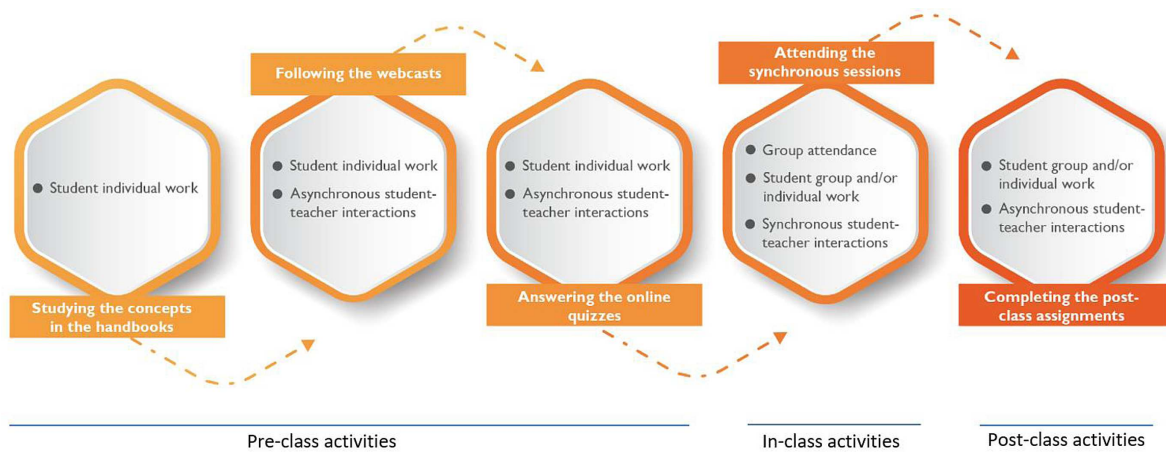 Studying the concepts
in the handbooks
● Student individual work
Following the webcasts
● Student individual work
● Asynchronous student-
teacher interactions
● Student individual work
● Asynchronous student-
teacher interactions
Answering the online
quizzes
Attending the
synchronous sessions
● Group attendance
● Student group and/or
individual work
● Synchronous student-
teacher interactions
● Student group and/or
individual work
● Asynchronous student-
teacher interactions
Completing the post-
class assignments
Pre-class activities
In-class activities
Post-class activities